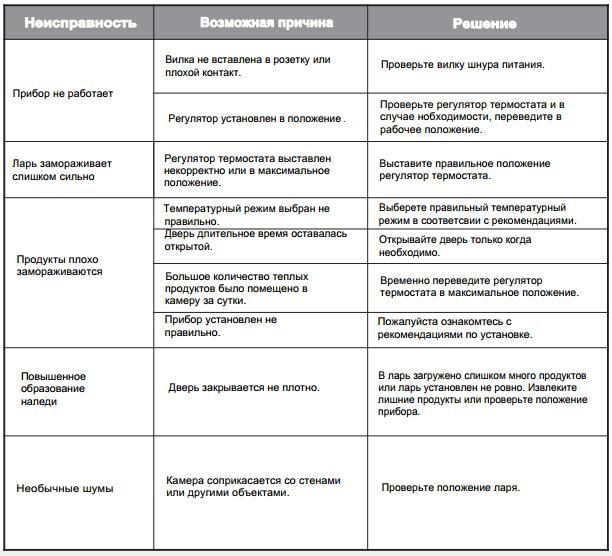 Неисправность Возможная причина Решение
Прибор не работает
Вилка не вставлена в розетку или
плохой контакт.
Проверьте вилку шнура питания.
Регулятор установлен в положение .
Проверьте регулятор термостата и в
случае нобходимости, переведите в
рабочее положение.
Ларь замораживает
слишком сильно
Регулятор термостата выставлен
некорректно или в максимальное
положение.
Выставите правильное положение
регулятор термостата.
Продукты плохо
замораживаются
Температурный режим выбран не
правильно.
Выберете правильный температурный
режим в соответсвии с рекомендациями.
Дверь длительное время оставалась
открытой.
Открывайте дверь только когда
необходимо.
Большое количество теплых
продуктов было помещено в
камеру за сутки.
Временно переведите регулятор
термостата в максимальное положение.
Прибор установлен не
правильно.
Пожалуйста ознакомтесь с
рекомендациями по установке.
Повышенное
образование
наледи
Дверь закрывается не плотно.
В ларь загружено слишком много продуктов
или ларь установлен не ровно. Извлеките
лишние продукты или проверьте положение
прибора.
Необычные шумы
Камера соприкасается со стенами
или другими объектами.
Проверьте положение ларя.